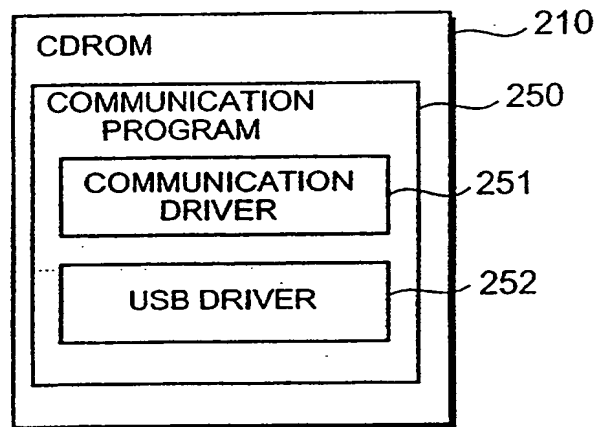 CDROM
210
COMMUNICATION
PROGRAM
250
COMMUNICATION
DRIVER
251
USB DRIVER
252